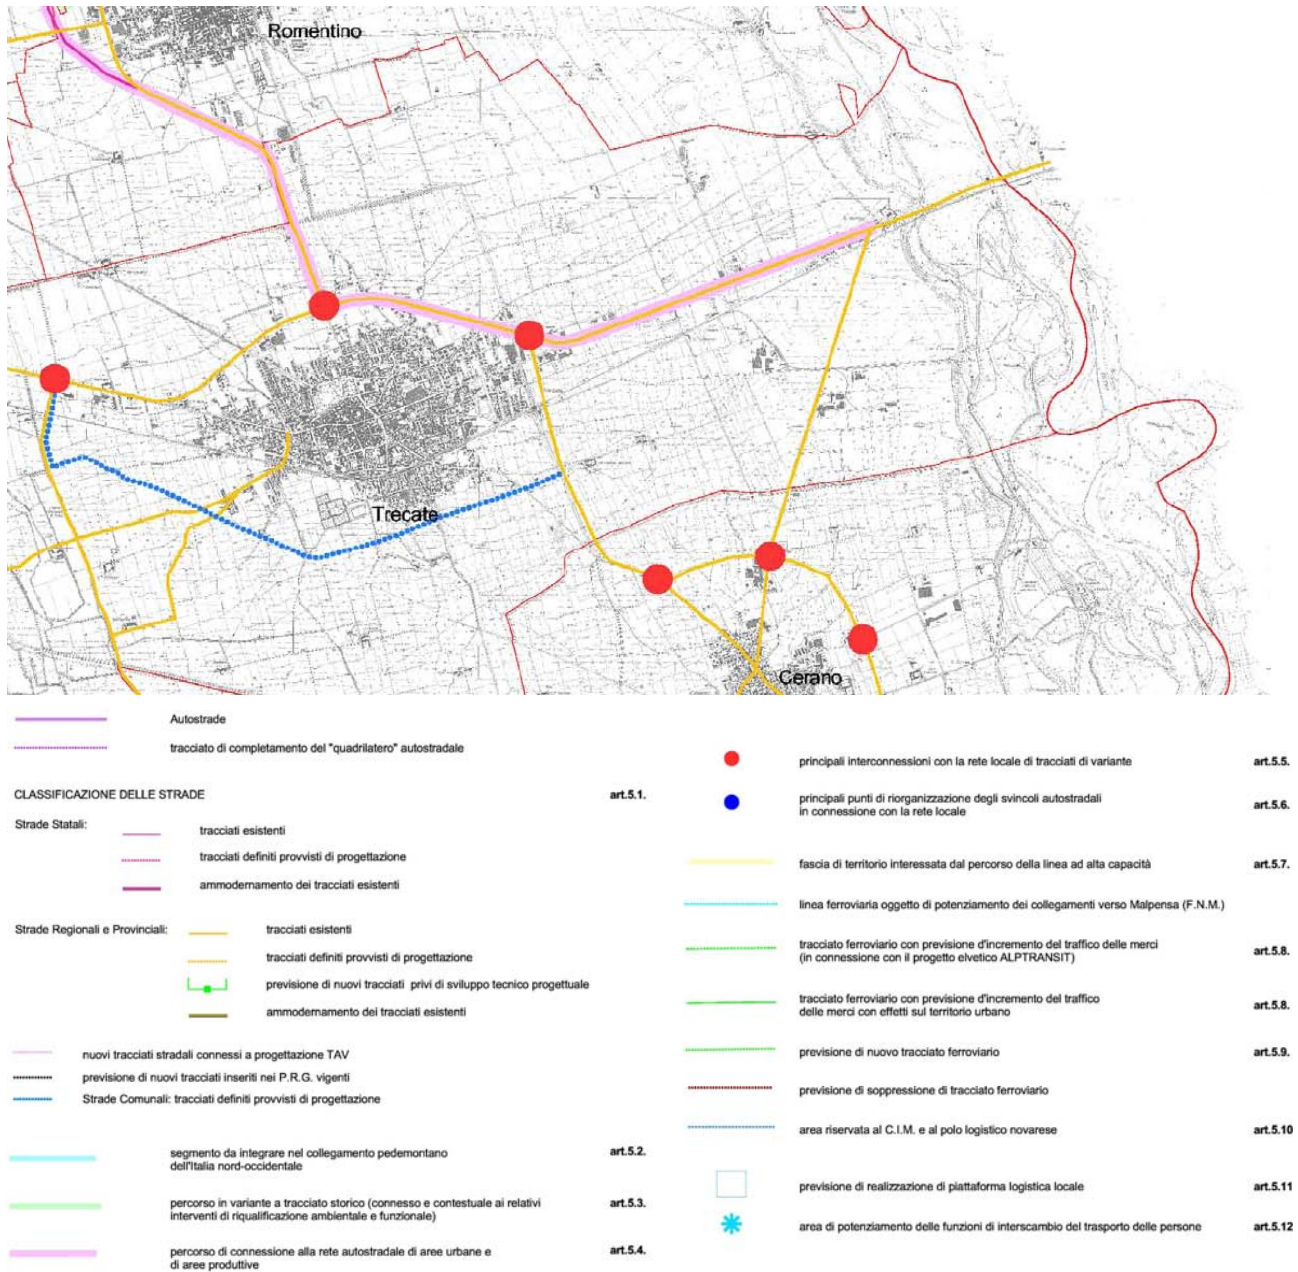 Romentino
Trecate
Cerano
Autostrade
tracciato di completamento del "quadrilatero" autostradale
CLASSIFICAZIONE DELLE STRADE art.5.1.
Strade Statali:
tracciati esistenti
tracciati definiti provvisti di progettazione
ammodernamento dei tracciati esistenti
Strade Regionali e Provinciali:
tracciati esistenti
tracciati definiti provvisti di progettazione
previsione di nuovi tracciati privi di sviluppo tecnico progettuale
ammodernamento dei tracciati esistenti
nuovi tracciati stradali connessi a progettazione TAV
previsione di nuovi tracciati inseriti nei P.R.G. vigenti
Strade Comunali: tracciati definiti provvisti di progettazione
segmento da integrare nel collegamento pedemontano art.5.2.
dell'Italia nord-occidentale
percorso in variante a tracciato storico (connesso e contestuale ai relativi art.5.3.
interventi di riqualificazione ambientale e funzionale)
percorso di connessione alla rete autostradale di aree urbane e art.5.4.
di aree produttive
principali interconnessioni con la rete locale di tracciati di variante art.5.5.
principali punti di riorganizzazione degli svincoli autostradali
in connessione con la rete locale art.5.6.
fascia di territorio interessata dal percorso della linea ad alta capacità art.5.7.
linea ferroviaria oggetto di potenziamento dei collegamenti verso Malpensa (F.N.M.)
tracciato ferroviario con previsione d'incremento del traffico delle merci art.5.8.
(in connessione con il progetto elvetico ALPTRANSIT)
tracciato ferroviario con previsione d'incremento del traffico art.5.8.
delle merci con effetti sul territorio urbano
previsione di nuovo tracciato ferroviario art.5.9.
previsione di soppressione di tracciato ferroviario
area riservata al C.I.M. e al polo logistico novarese art.5.10
previsione di realizzazione di piattaforma logistica locale art.5.11
area di potenziamento delle funzioni di interscambio del trasporto delle persone art.5.12